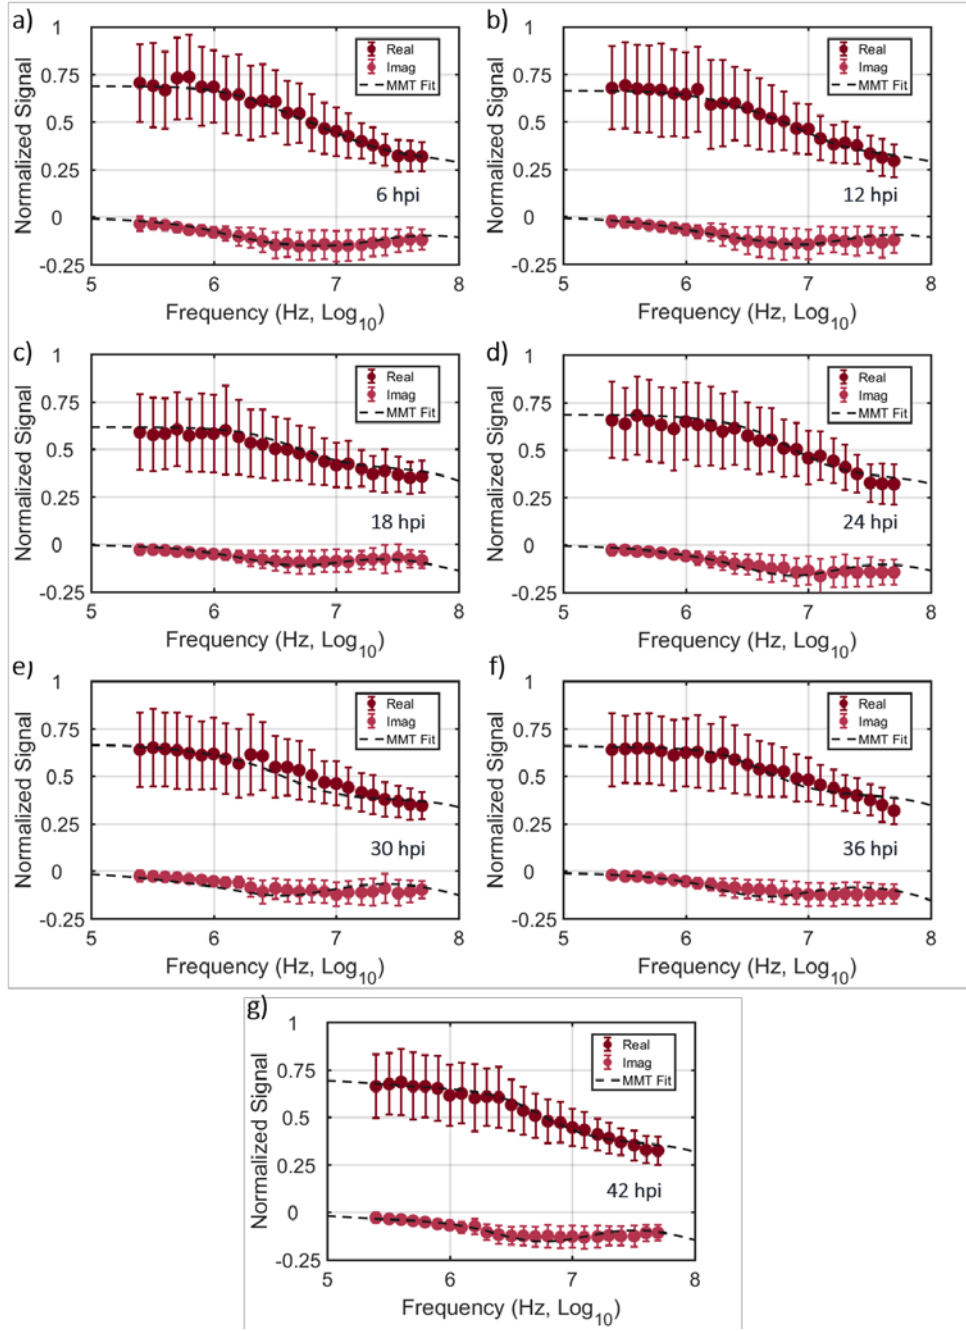 a)
1
0.75
0.5
0.25
0
-0.25
Normalized Signal
Real
Imag
MMT Fit
6 hpi
5 6 7 8
Frequency (Hz, Log10)
b)
1
0.75
0.5
0.25
0
-0.25
Normalized Signal
Real
Imag
MMT Fit
12 hpi
5 6 7 8
Frequency (Hz, Log10)
c)
1
0.75
0.5
0.25
0
-0.25
Normalized Signal
Real
Imag
MMT Fit
18 hpi
5 6 7 8
Frequency (Hz, Log10)
d)
1
0.75
0.5
0.25
0
-0.25
Normalized Signal
Real
Imag
MMT Fit
24 hpi
5 6 7 8
Frequency (Hz, Log10)
e)
1
0.75
0.5
0.25
0
-0.25
Normalized Signal
Real
Imag
MMT Fit
30 hpi
5 6 7 8
Frequency (Hz, Log10)
f)
1
0.75
0.5
0.25
0
-0.25
Normalized Signal
Real
Imag
MMT Fit
36 hpi
5 6 7 8
Frequency (Hz, Log10)
g)
1
0.75
0.5
0.25
0
-0.25
Normalized Signal
Real
Imag
MMT Fit
42 hpi
5 6 7 8
Frequency (Hz, Log10)